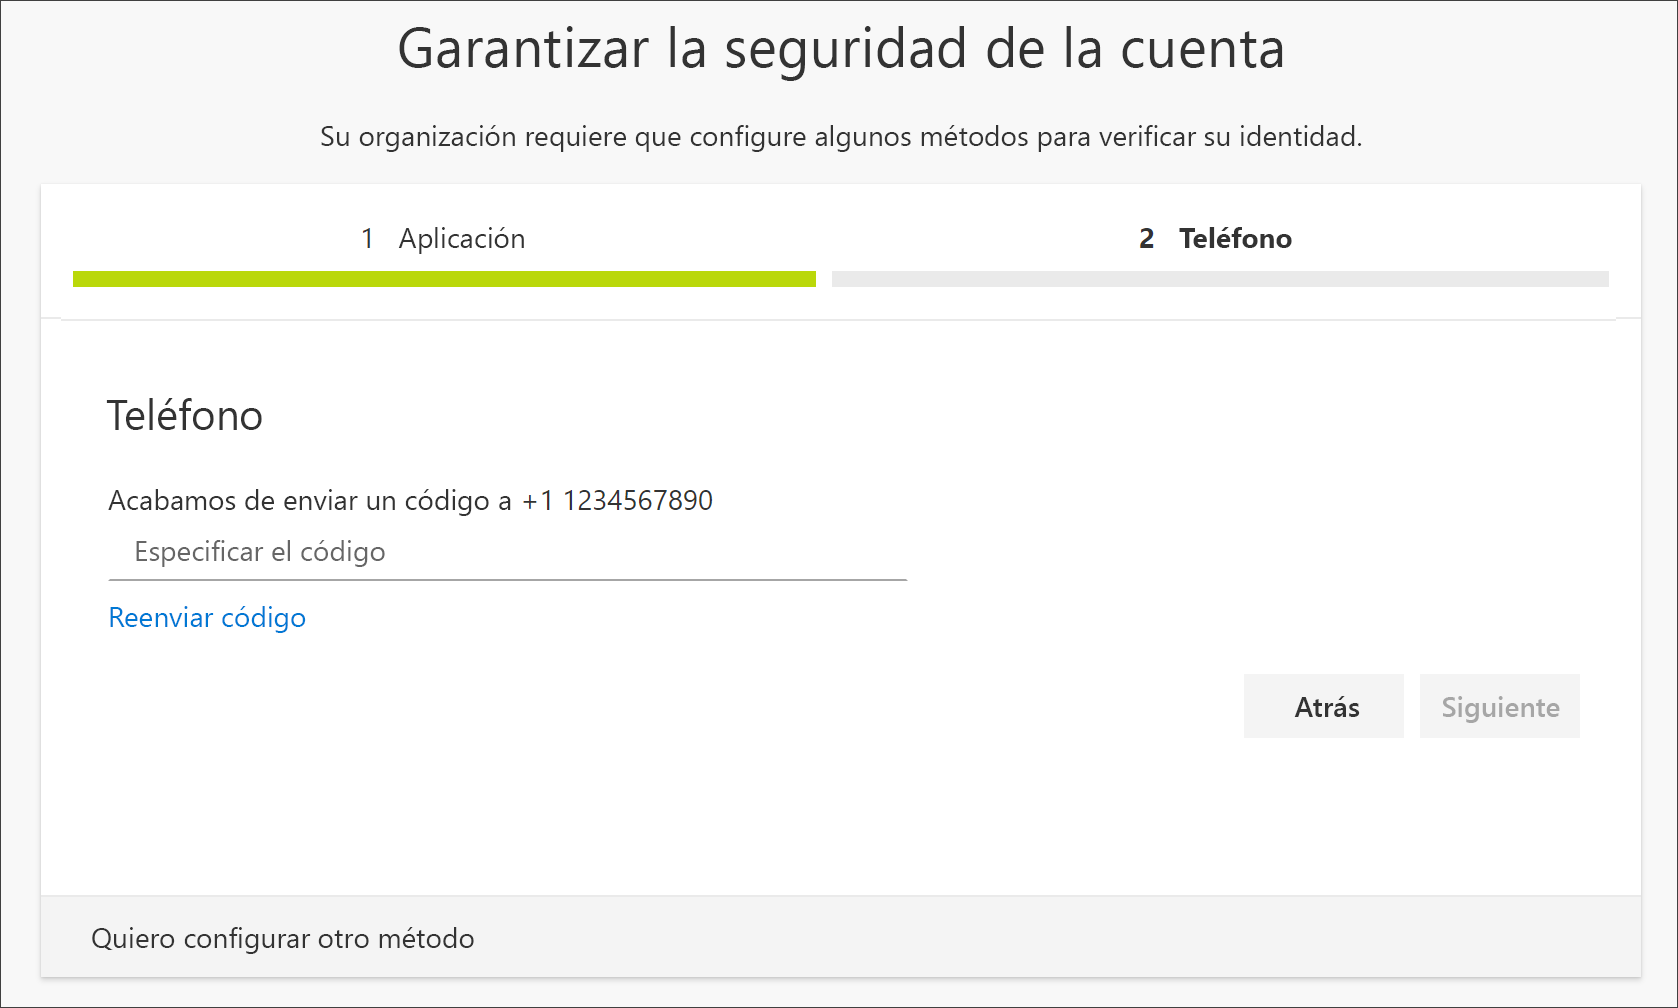 Garantizar la seguridad de la cuenta
Su organización requiere que configure algunos métodos para verificar su identidad.
1 Aplicación
2 Teléfono
Teléfono
Acabamos de enviar un código a +1 1234567890
Especificar el código
Reenviar código
Atrás
Siguiente
Quiero configurar otro método